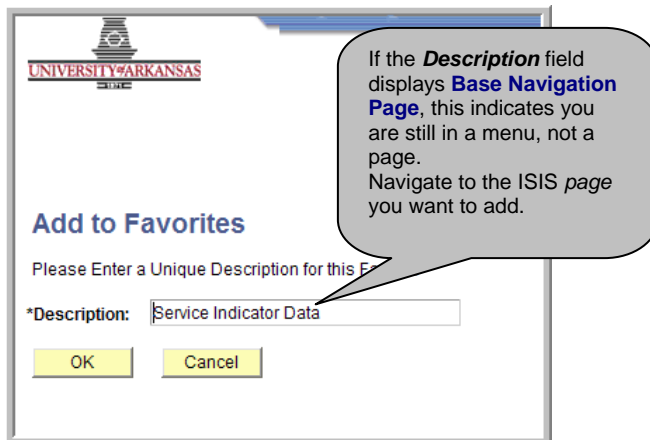 UNIVERSITY of ARKANSAS
1871
If the Description field
displays Base Navigation
Page, this indicates you
are still in a menu, not a
page.
Navigate to the ISIS page
you want to add.
Add to Favorites
Please Enter a Unique Description for this
*Description: Service Indicator Data
OK Cancel